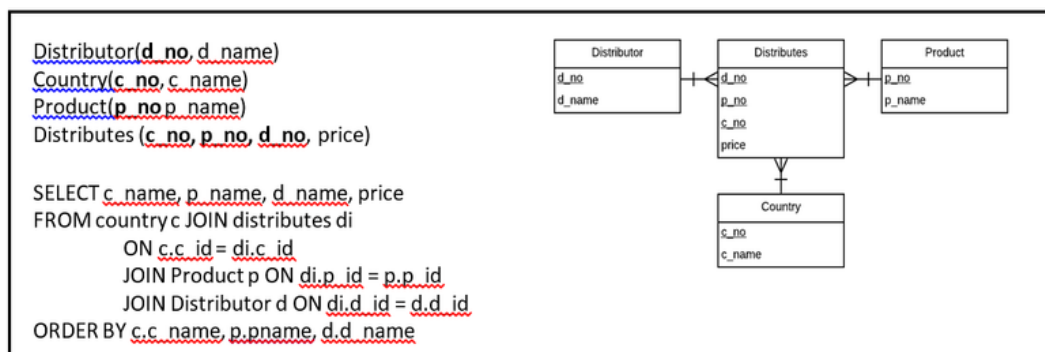 Distributor(d_no, d_name)
Country(c_no, c_name)
Product(p_no p_name)
Distributes (c_no, p_no, d_no, price)
SELECT c_name, p_name, d_name, price
FROM country c JOIN distributes di
ON c.c_id = di.c_id
JOIN Product p ON di.p_id = p.p_id
JOIN Distributor d ON di.d_id = d.d_id
ORDER BY c.c_name, p.pname, d.d_name
Distributor
d_no
d_name
Distributes
d_no
p_no
c_no
price
Product
p_no
p_name
Country
c_no
c_name